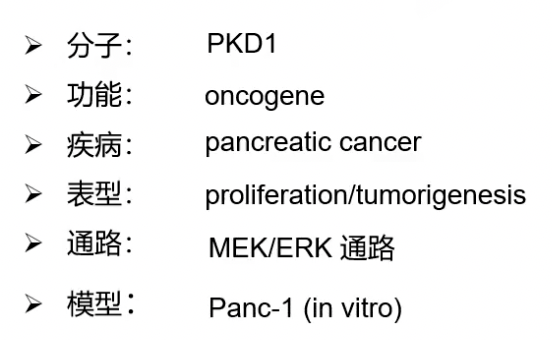 ➢ 分子： PKD1
➢ 功能： oncogene
➢ 疾病： pancreatic cancer
➢ 表型： proliferation/tumorigenesis
➢ 通路： MEK/ERK 通路
➢ 模型： Panc-1 (in vitro)